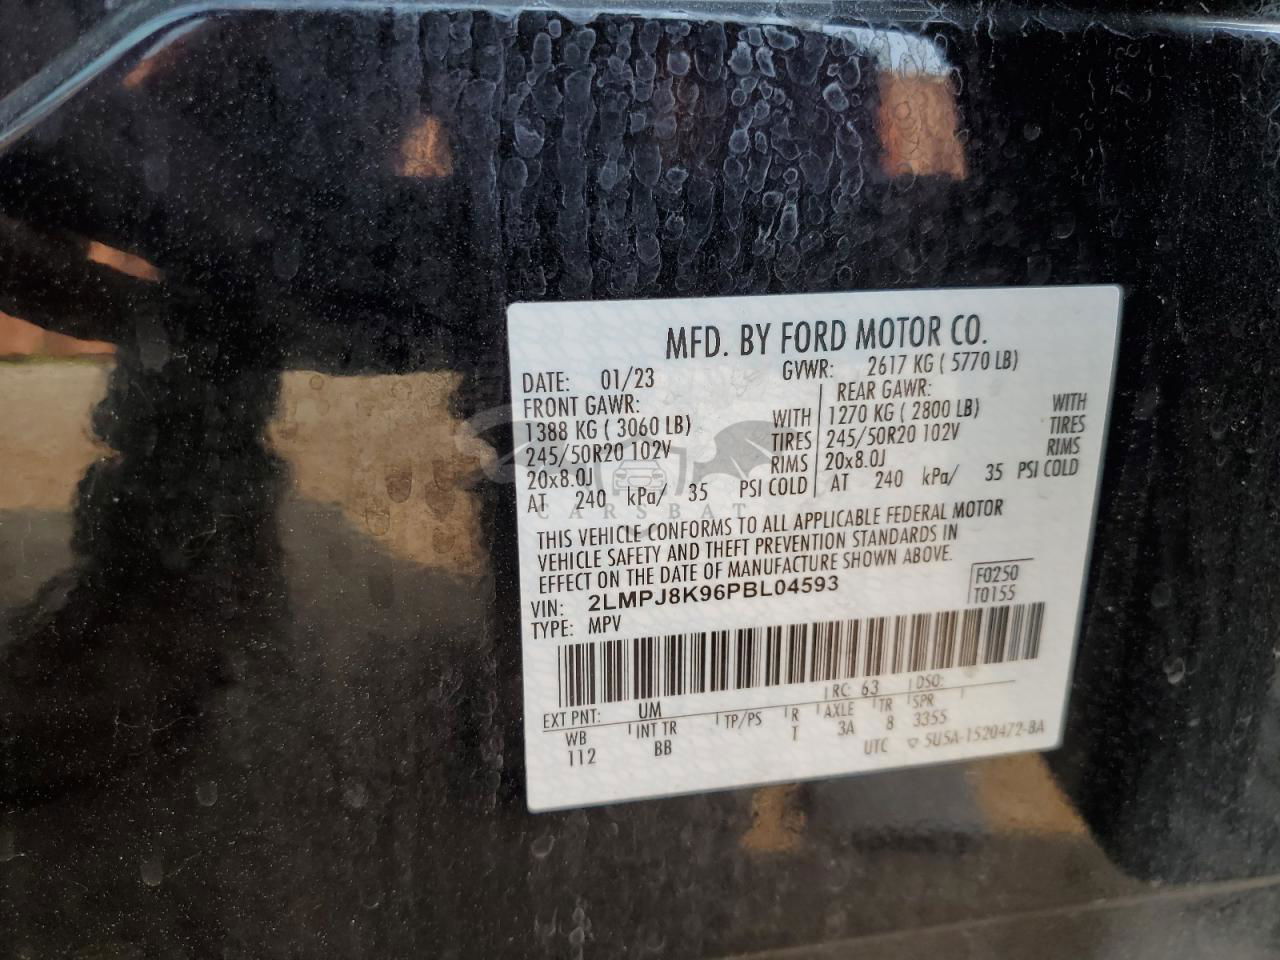 MFD. BY FORD MOTOR CO.
DATE: 01/23 GVWR: 2617 KG ( 5770 LB)
FRONT GAWR: REAR GAWR:
1388 KG ( 3060 LB) WITH 1270 KG ( 2800 LB) WITH
245/50R20 102V TIRES 245/50R20 102V TIRES
20x8.0J RIMS 20x8.0J RIMS
AT 240 kPa/ 35 PSI COLD AT 240 kPa/ 35 PSI COLD
CARSBAT
THIS VEHICLE CONFORMS TO ALL APPLICABLE FEDERAL MOTOR
VEHICLE SAFETY AND THEFT PREVENTION STANDARDS IN
EFFECT ON THE DATE OF MANUFACTURE SHOWN ABOVE.
VIN: 2LMPJ8K96PBL04593 F0250
TYPE: MPV T0155
RC: 63 DSO:
EXT PNT: UM
WB INT TR TP/PS R AXLE TR SPR
112 BB T 3A 8 3355
UTC ▽ 5U5A-1520472-BA